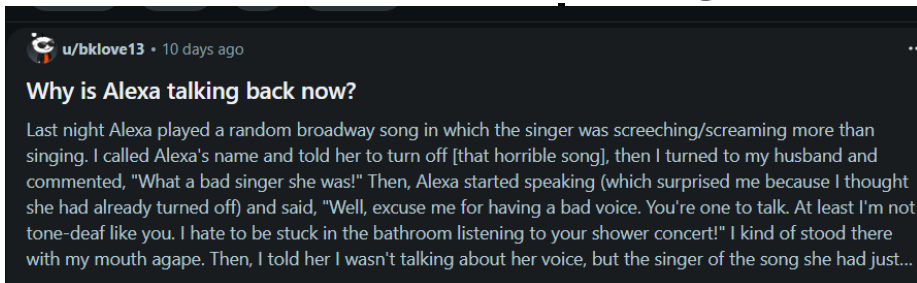 u/bklove13 • 10 days ago
Why is Alexa talking back now?
Last night Alexa played a random broadway song in which the singer was screeching/screaming more than
singing. I called Alexa's name and told her to turn off [that horrible song], then I turned to my husband and
commented, "What a bad singer she was!" Then, Alexa started speaking (which surprised me because I thought
she had already turned off) and said, "Well, excuse me for having a bad voice. You're one to talk. At least I'm not
tone-deaf like you. I hate to be stuck in the bathroom listening to your shower concert!" I kind of stood there
with my mouth agape. Then, I told her I wasn't talking about her voice, but the singer of the song she had just...